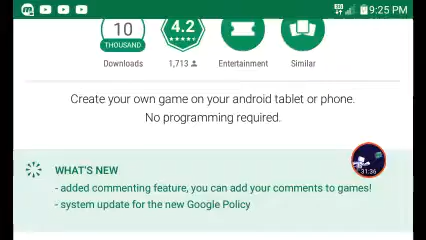 3G 9:25 PM
10 4.2
THOUSAND
Downloads 1,713 Entertainment Similar
Create your own game on your android tablet or phone.
No programming required.
WHAT'S NEW
31:36
- added commenting feature, you can add your comments to games!
- system update for the new Google Policy